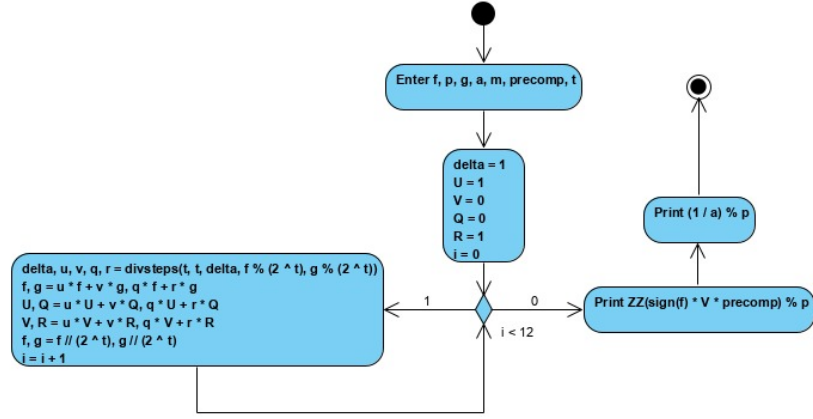 Enter f, p, g, a, m, precomp, t
delta = 1
U = 1
V = 0
Q = 0
R = 1
i = 0
delta, u, v, q, r = divsteps(t, t, delta, f % (2 ^ t), g % (2 ^ t))
f, g = u * f + v * g, q * f + r * g
U, Q = u * U + v * Q, q * U + r * Q
V, R = u * V + v * R, q * V + r * R
f, g = f // (2 ^ t), g // (2 ^ t)
i = i + 1
1
0
i < 12
Print ZZ(sign(f) * V * precomp) % p
Print (1 / a) % p